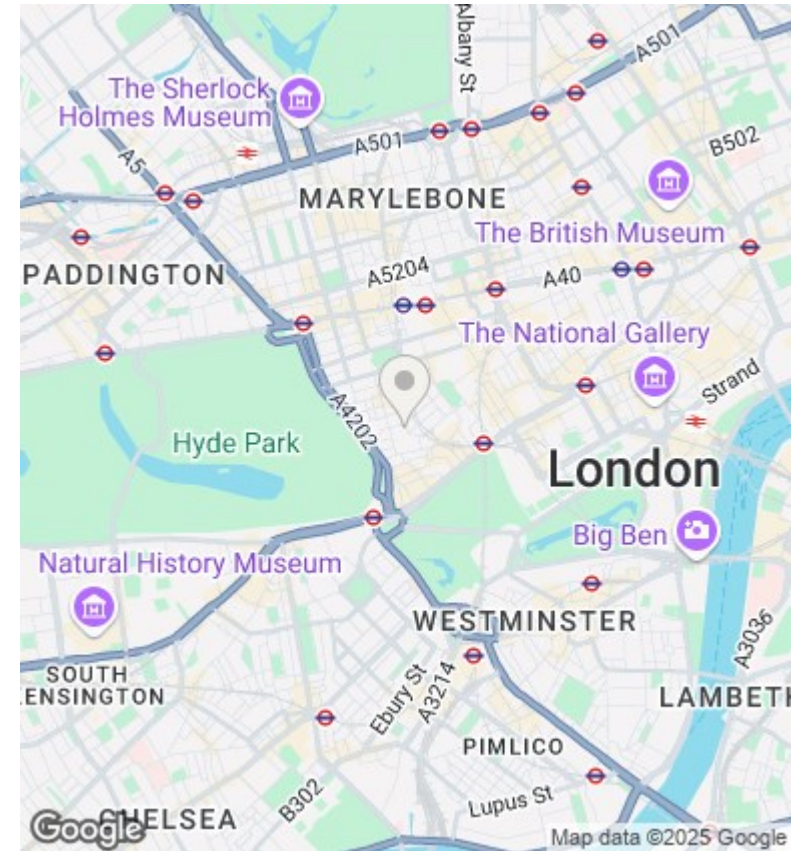 Albany St
A501
The Sherlock
Holmes Museum
A5
A501
B502
MARYLEBONE
The British Museum
PADDINGTON
A5204
A40
The National Gallery
Strand
A4202
Hyde Park
London
Big Ben
Natural History Museum
WESTMINSTER
A3036
SOUTH
ENSINGTON
Ebury St
A3214
LAMBETH
PIMLICO
CHELSEA
B302
Lupus St
Google
Map data ©2025 Google